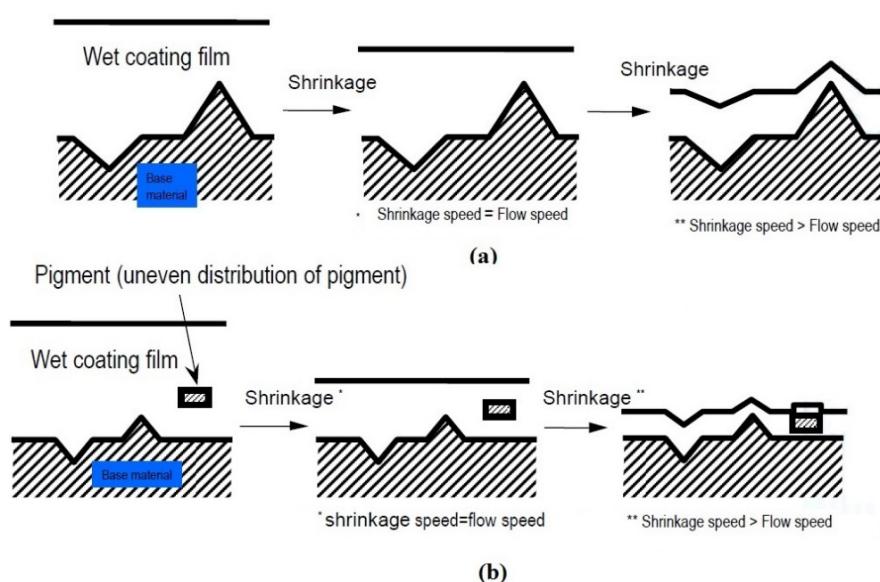 Wet coating film
Shrinkage
Shrinkage
Base
material
* Shrinkage speed = Flow speed
** Shrinkage speed > Flow speed
(a)
Pigment (uneven distribution of pigment)
Wet coating film
Shrinkage *
Shrinkage **
Base material
* shrinkage speed=flow speed
** Shrinkage speed > Flow speed
(b)